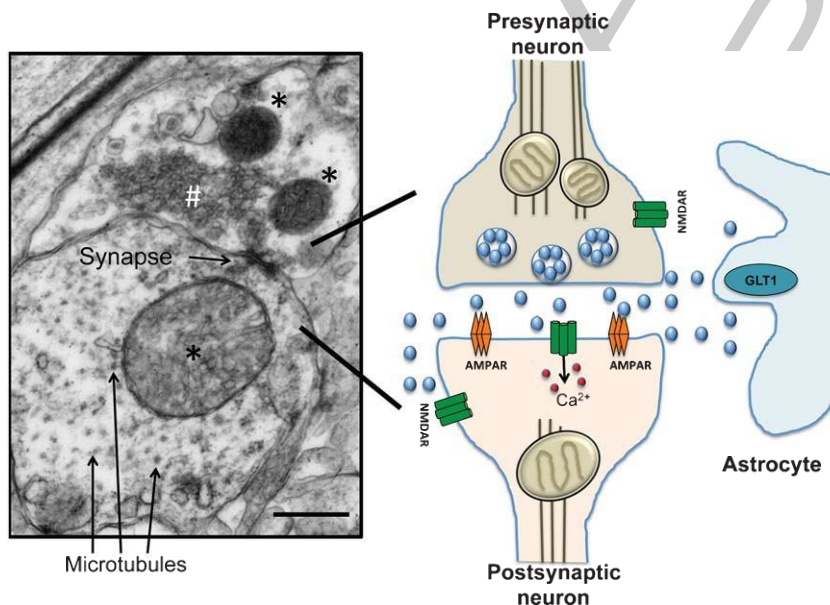 Presynaptic
neuron
*
*
#
NMDAR
Synapse
GLT1
*
AMPAR
AMPAR
Ca²⁺
NMDAR
Astrocyte
Microtubules
Postsynaptic
neuron